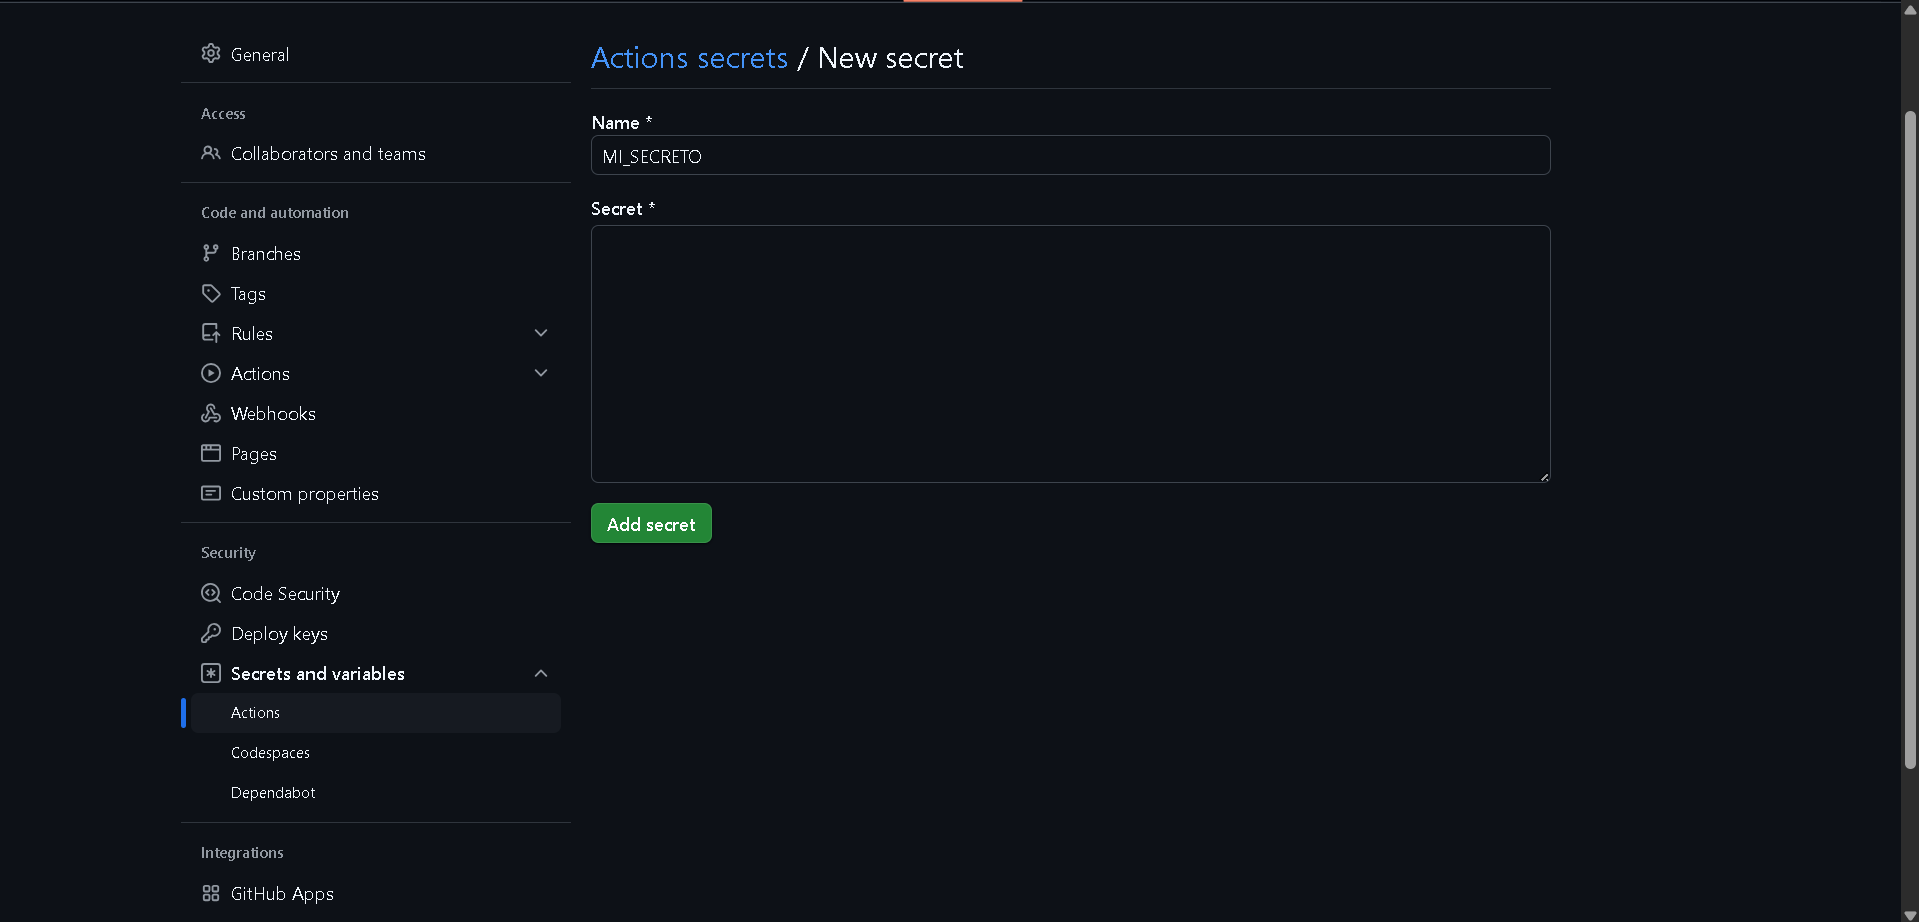 General
Access
Collaborators and teams
Code and automation
Branches
Tags
Rules
Actions
Webhooks
Pages
Custom properties
Security
Code Security
Deploy keys
Secrets and variables
Actions
Codespaces
Dependabot
Integrations
GitHub Apps
Actions secrets / New secret
Name *
MI_SECRETO
Secret *
Add secret